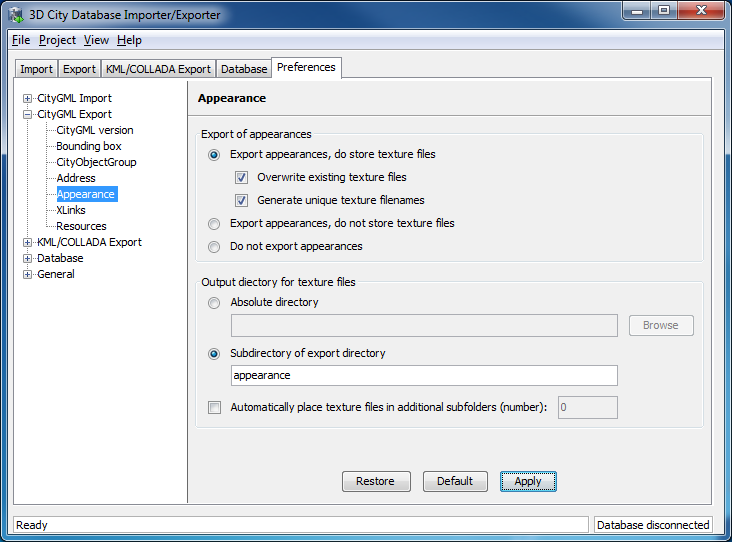 3D City Database Importer/Exporter
File Project View Help
Import Export KML/COLLADA Export Database Preferences
CityGML Import
CityGML Export
CityGML version
Bounding box
CityObjectGroup
Address
Appearance
XLinks
Resources
KML/COLLADA Export
Database
General
Appearance
Export of appearances
Export appearances, do store texture files
Overwrite existing texture files
Generate unique texture filenames
Export appearances, do not store texture files
Do not export appearances
Output diectory for texture files
Absolute directory
Browse
Subdirectory of export directory
appearance
Automatically place texture files in additional subfolders (number): 0
Restore Default Apply
Ready Database disconnected